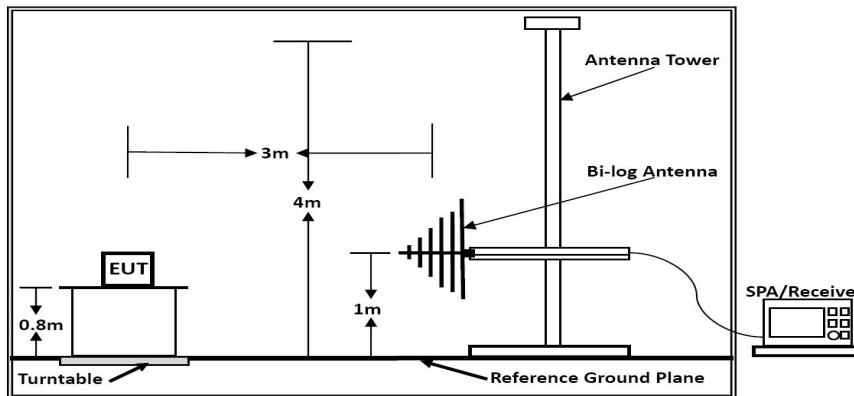 Antenna Tower
3m
Bi-log Antenna
4m
EUT
SPA/Receive
0.8m
1m
Turntable
Reference Ground Plane